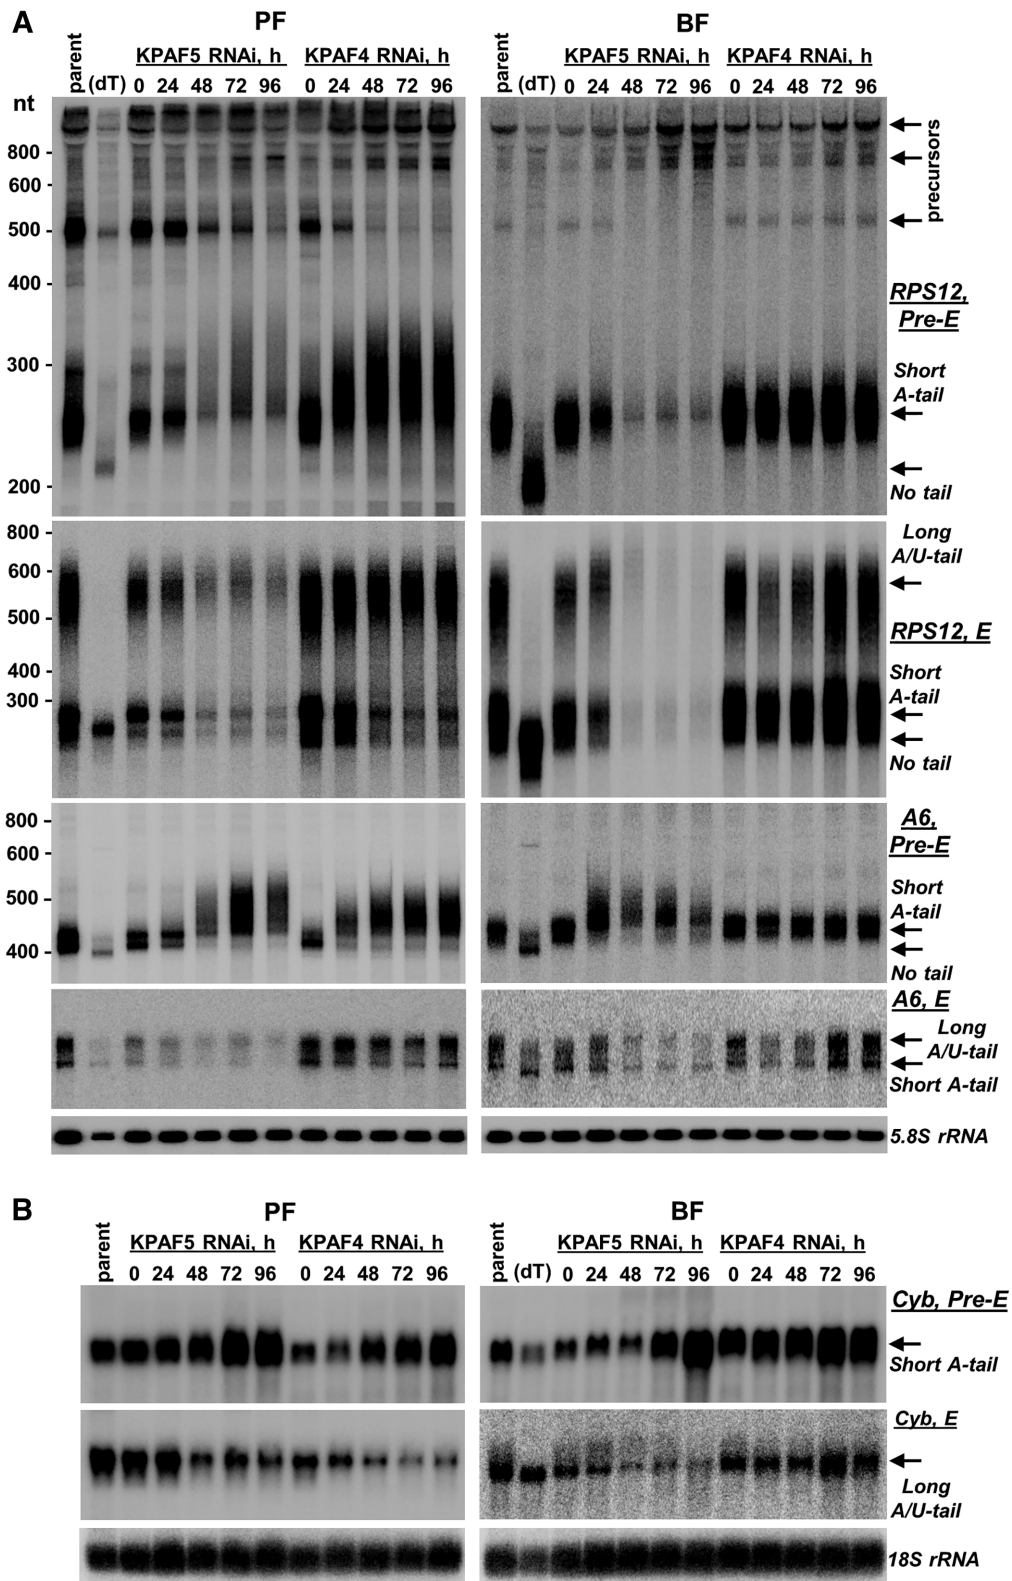 A
PF
BF
parent
(dT)
KPAF5 RNAi, h
KPAF4 RNAi, h
0 24 48 72 96
0 24 48 72 96
parent
(dT)
KPAF5 RNAi, h
KPAF4 RNAi, h
0 24 48 72 96
0 24 48 72 96
nt
800
600
500
400
300
200
precursors
RPS12,
Pre-E
Short
A-tail
No tail
800
600
500
400
300
Long
A/U-tail
RPS12, E
Short
A-tail
No tail
800
600
500
400
A6,
Pre-E
Short
A-tail
No tail
A6, E
Long
A/U-tail
Short A-tail
5.8S rRNA
B
PF
BF
parent
KPAF5 RNAi, h
KPAF4 RNAi, h
0 24 48 72 96
0 24 48 72 96
parent
(dT)
KPAF5 RNAi, h
KPAF4 RNAi, h
0 24 48 72 96
0 24 48 72 96
Cyb, Pre-E
Short A-tail
Cyb, E
Long
A/U-tail
18S rRNA